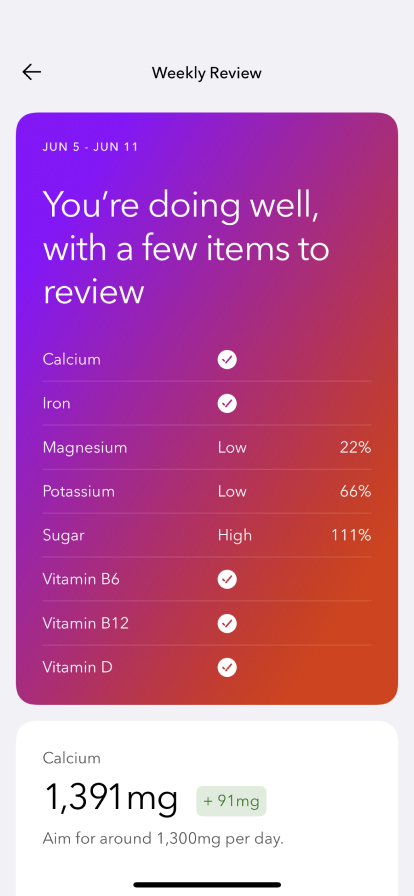 Weekly Review
JUN 5 - JUN 11
You’re doing well,
with a few items to
review
Calcium
Iron
Magnesium Low 22%
Potassium Low 66%
Sugar High 111%
Vitamin B6
Vitamin B12
Vitamin D
Calcium
1,391mg + 91mg
Aim for around 1,300mg per day.